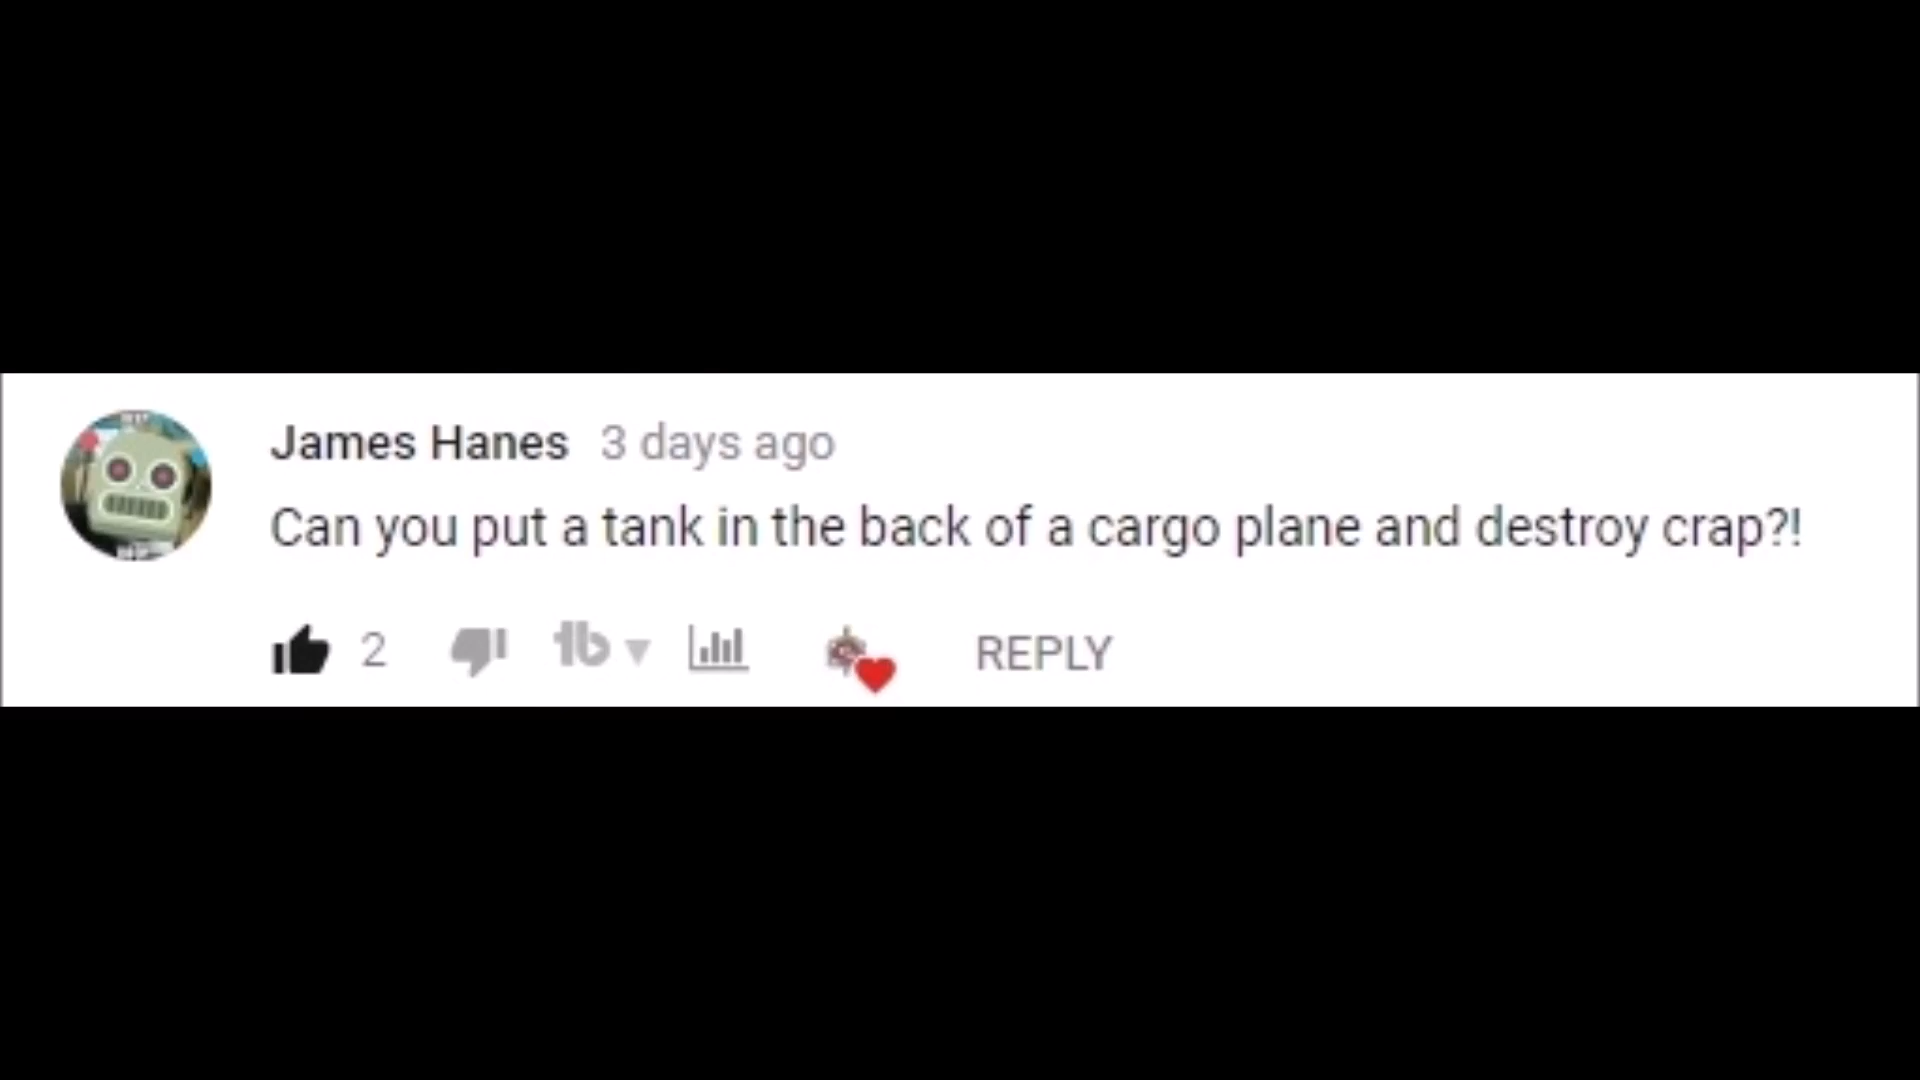 James Hanes 3 days ago
Can you put a tank in the back of a cargo plane and destroy crap?!
2 tb REPLY